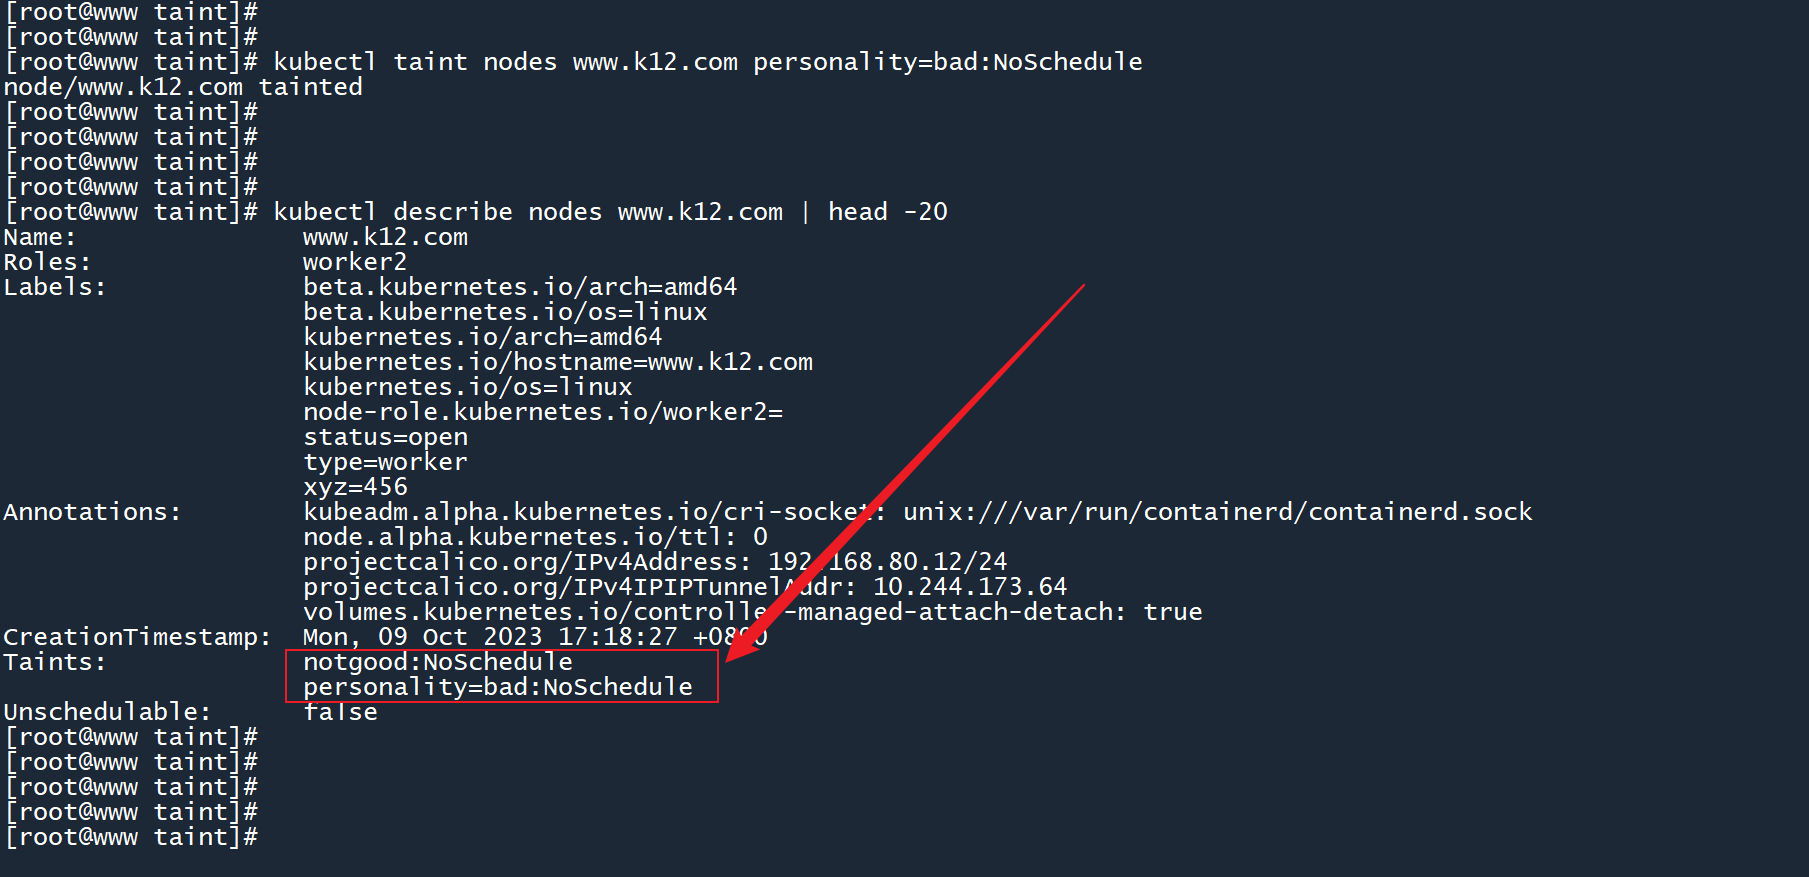 [root@www taint]#
[root@www taint]#
[root@www taint]# kubectl taint nodes www.k12.com personality=bad:NoSchedule
node/www.k12.com tainted
[root@www taint]#
[root@www taint]#
[root@www taint]#
[root@www taint]#
[root@www taint]# kubectl describe nodes www.k12.com | head -20
Name:               www.k12.com
Roles:              worker2
Labels:             beta.kubernetes.io/arch=amd64
                    beta.kubernetes.io/os=linux
                    kubernetes.io/arch=amd64
                    kubernetes.io/hostname=www.k12.com
                    kubernetes.io/os=linux
                    node-role.kubernetes.io/worker2=
                    status=open
                    type=worker
                    xyz=456
Annotations:        kubeadm.alpha.kubernetes.io/cri-socket: unix:///var/run/containerd/containerd.sock
                    node.alpha.kubernetes.io/ttl: 0
                    projectcalico.org/IPv4Address: 192.168.80.12/24
                    projectcalico.org/IPv4IPIPTunnelAddr: 10.244.173.64
                    volumes.kubernetes.io/controller-managed-attach-detach: true
CreationTimestamp:  Mon, 09 Oct 2023 17:18:27 +0800
Taints:             notgood:NoSchedule
                    personality=bad:NoSchedule
Unschedulable:      false
[root@www taint]#
[root@www taint]#
[root@www taint]#
[root@www taint]#
[root@www taint]#